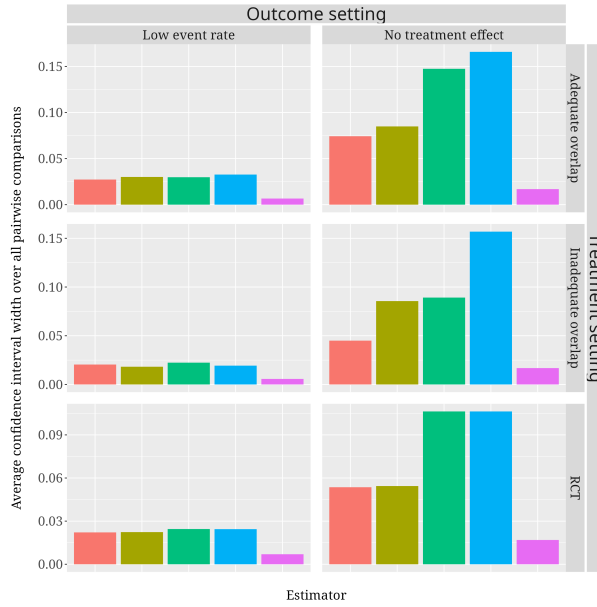 Outcome setting
Low event rate
No treatment effect
Average confidence interval width over all pairwise comparisons
0.15
0.10
0.05
0.00
Adequate overlap
0.15
0.10
0.05
0.00
Inadequate overlap
Treatment setting
0.09
0.06
0.03
0.00
RCT
Estimator